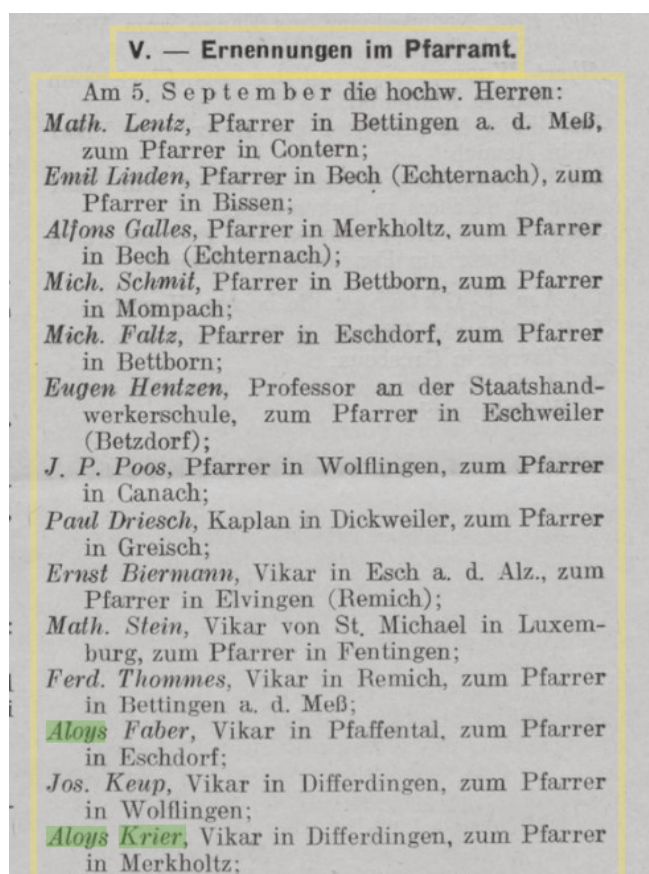 V. — Ernennungen im Pfarramt.
Am 5. September die hochw. Herren:
Math. Lentz, Pfarrer in Bettingen a. d. Meß,
zum Pfarrer in Contern;
Emil Linden, Pfarrer in Bech (Echternach), zum
Pfarrer in Bissen;
Alfons Galles, Pfarrer in Merkholtz, zum Pfarrer
in Bech (Echternach);
Mich. Schmit, Pfarrer in Bettborn, zum Pfarrer
in Mompach;
Mich. Faltz, Pfarrer in Eschdorf, zum Pfarrer
in Bettborn;
Eugen Hentzen, Professor an der Staatshand-
werkerschule, zum Pfarrer in Eschweiler
(Betzdorf);
J. P. Poos, Pfarrer in Wolflingen, zum Pfarrer
in Canach;
Paul Driesch, Kaplan in Dickweiler, zum Pfarrer
in Greisch;
Ernst Biermann, Vikar in Esch a. d. Alz., zum
Pfarrer in Elvingen (Remich);
Math. Stein, Vikar von St. Michael in Luxem-
burg, zum Pfarrer in Fentingen;
Ferd. Thommes, Vikar in Remich, zum Pfarrer
in Bettingen a. d. Meß;
Aloys Faber, Vikar in Pfaffental, zum Pfarrer
in Eschdorf;
Jos. Keup, Vikar in Differdingen, zum Pfarrer
in Wolflingen;
Aloys Krier, Vikar in Differdingen, zum Pfarrer
in Merkholtz;